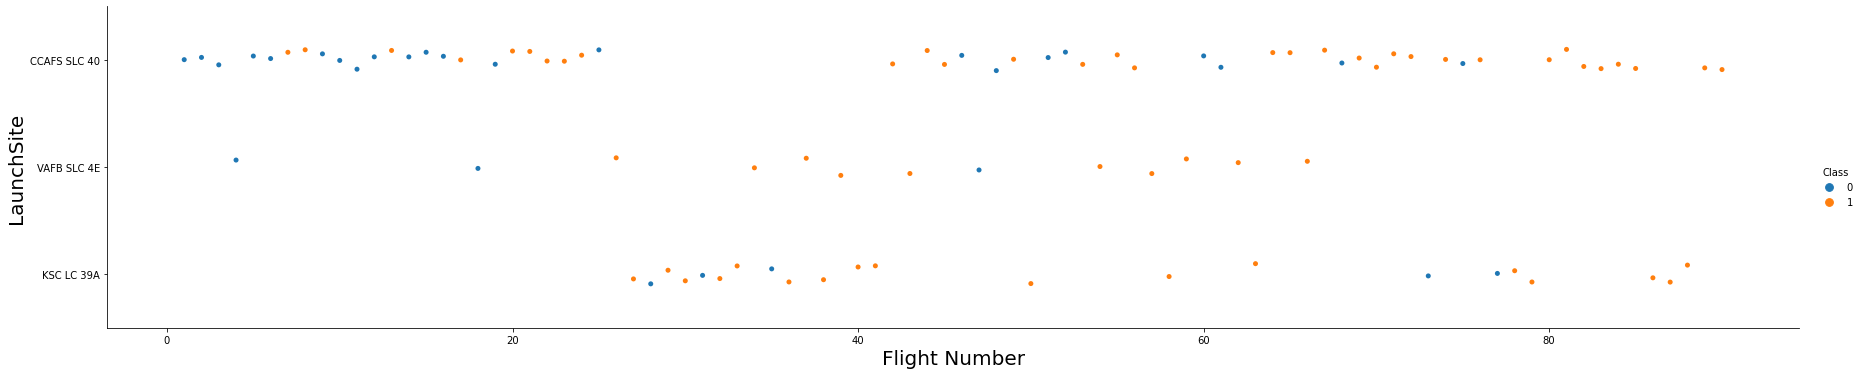 CCAFS SLC 40
VAFB SLC 4E
KSC LC 39A
LaunchSite
0 20 40 60 80
Flight Number
Class
0
1